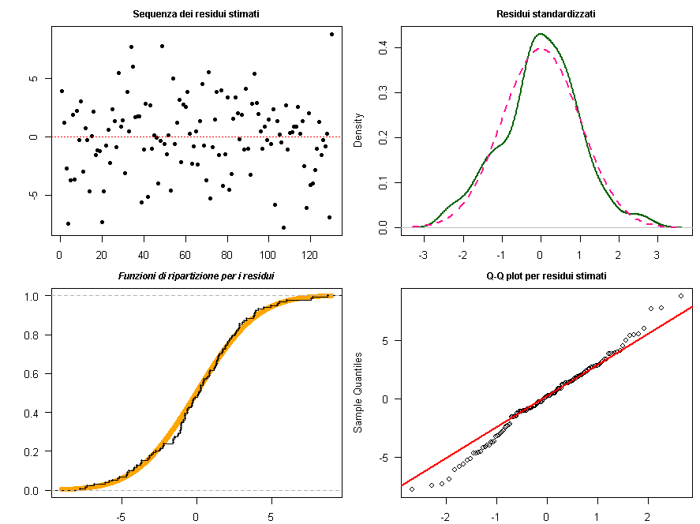 Sequenza dei residui stimati
5
0
-5
0 20 40 60 80 100 120
Residui standardizzati
Density
0.4
0.3
0.2
0.1
0.0
-3 -2 -1 0 1 2 3
Funzioni di ripartizione per i residui
1.0
0.8
0.6
0.4
0.2
0.0
-5 0 5
Q-Q plot per residui stimati
Sample Quantiles
5
0
-5
-2 -1 0 1 2